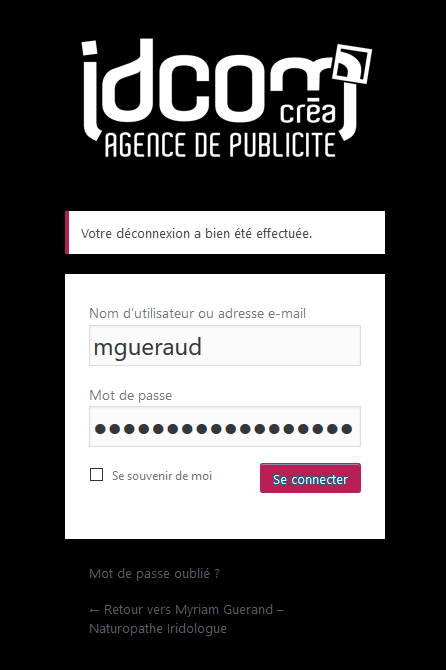 idcom
créa
AGENCE DE PUBLICITE
Votre déconnexion a bien été effectuée.
Nom d'utilisateur ou adresse e-mail
mgueraud
Mot de passe
●●●●●●●●●●●●●●●●●●
Se souvenir de moi
Se connecter
Mot de passe oublié ?
← Retour vers Myriam Guerand –
Naturopathe Iridologue